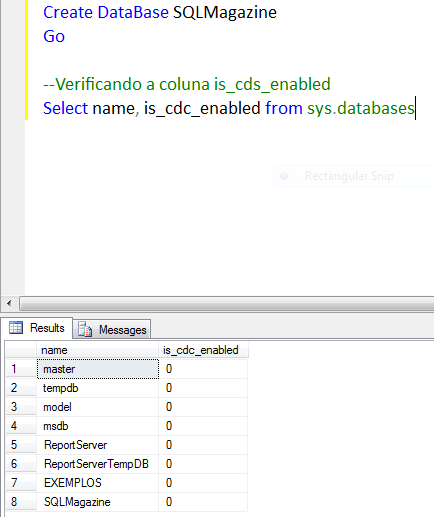 Create DataBase SQLMagazine
Go
--Verificando a coluna is_cds_enabled
Select name, is_cdc_enabled from sys.databases
Rectangular Snip
Results Messages
name is_cdc_enabled
1 master 0
2 tempdb 0
3 model 0
4 msdb 0
5 ReportServer 0
6 ReportServerTempDB 0
7 EXEMPLOS 0
8 SQLMagazine 0